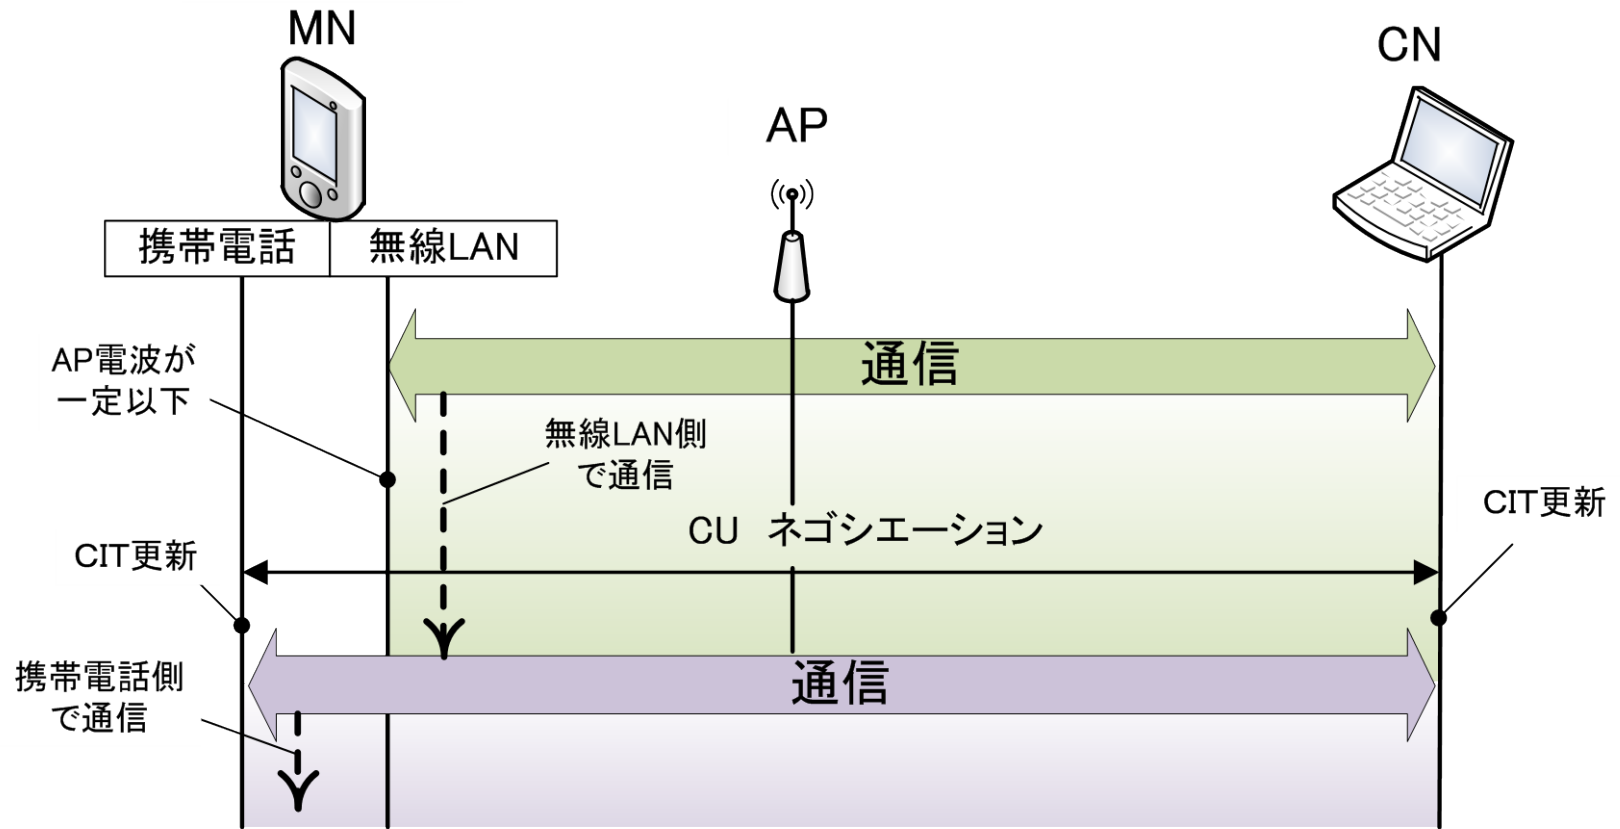 MN
CN
AP
携帯電話
無線LAN
通信
AP電波が
一定以下
無線LAN側
で通信
CIT更新
CU ネゴシエーション
CIT更新
通信
携帯電話側
で通信